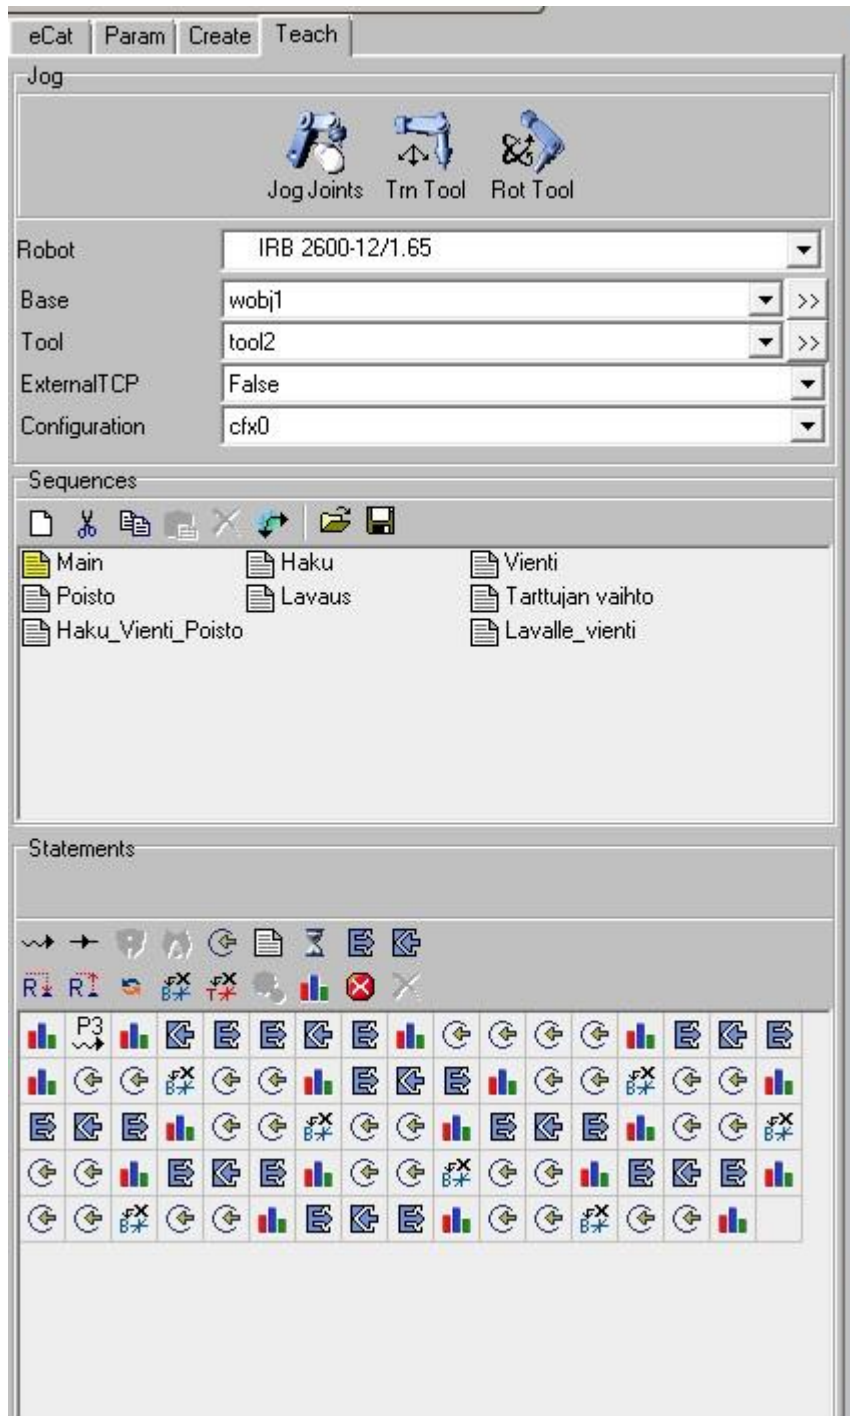 eCat Param Create Teach
Jog
Jog Joints Trn Tool Rot Tool
Robot IRB 2600-12/1.65
Base wobj1 >>
Tool tool2 >>
ExternalTCP False
Configuration cfx0
Sequences
Main Haku Vienti
Poisto Lavaus Tarttujan vaihto
Haku_Vienti_Poisto Lavalle_vienti
Statements
R R B T
P3
B B
B
B
B B